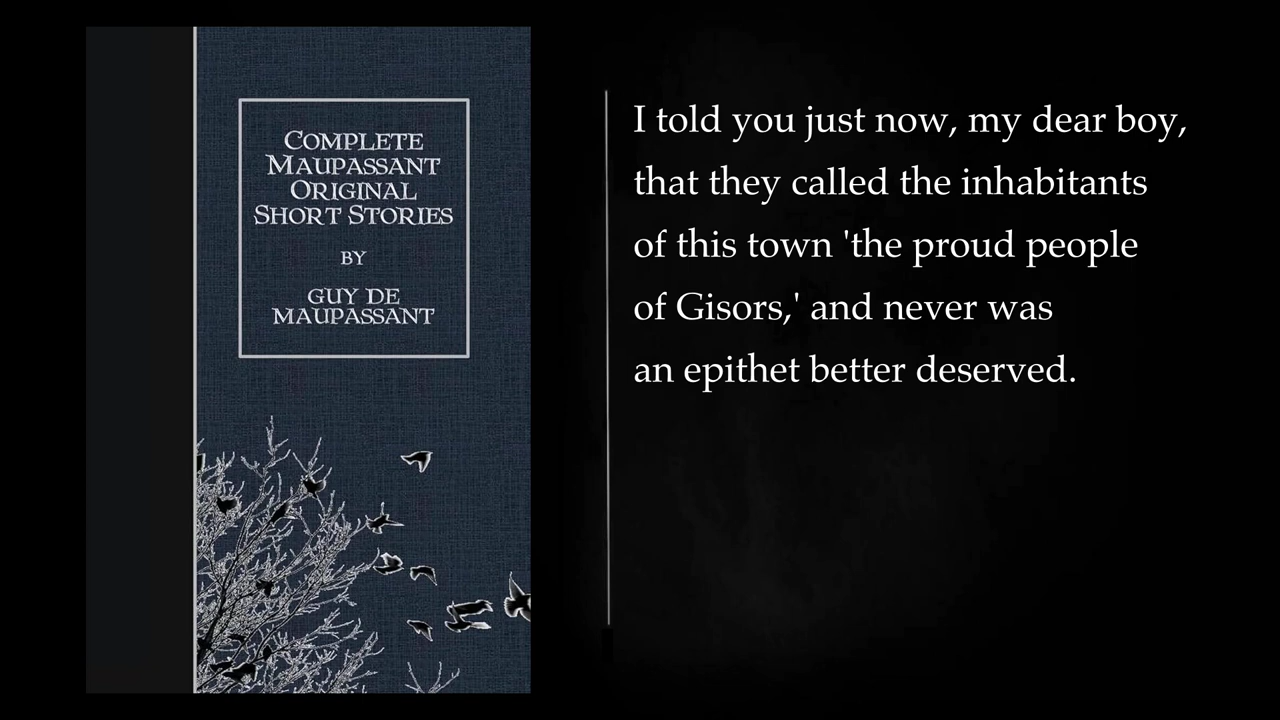 COMPLETE
MAUPASSANT
ORIGINAL
SHORT STORIES
BY
GUY DE
MAUPASSANT
I told you just now, my dear boy,
that they called the inhabitants
of this town 'the proud people
of Gisors,' and never was
an epithet better deserved.